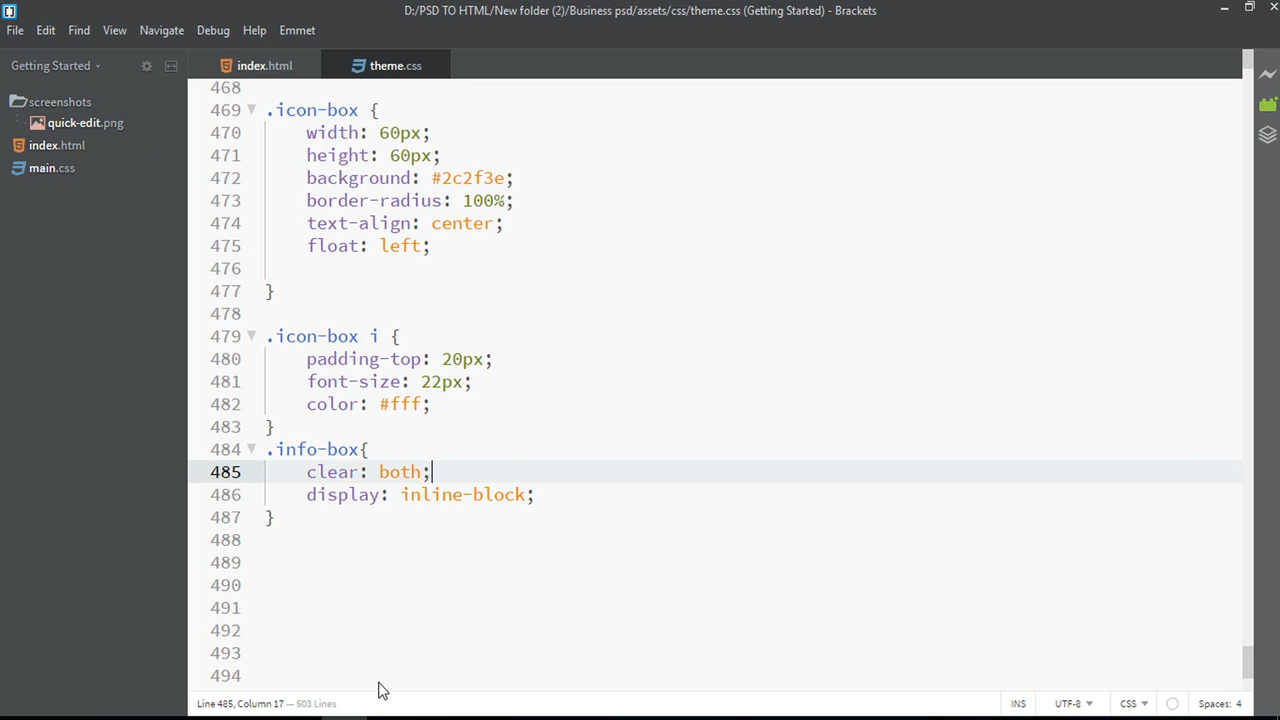 D:/PSD TO HTML/New folder (2)/Business psd/assets/css/theme.css (Getting Started) - Brackets
File Edit Find View Navigate Debug Help Emmet
Getting Started
index.html
theme.css
screenshots
quick-edit.png
index.html
main.css
468
469 .icon-box {
470 width: 60px;
471 height: 60px;
472 background: #2c2f3e;
473 border-radius: 100%;
474 text-align: center;
475 float: left;
476
477 }
478
479 .icon-box i {
480 padding-top: 20px;
481 font-size: 22px;
482 color: #fff;
483 }
484 .info-box{
485 clear: both;
486 display: inline-block;
487 }
488
489
490
491
492
493
494
Line 485, Column 17 — 503 Lines
INS UTF-8 CSS Spaces: 4